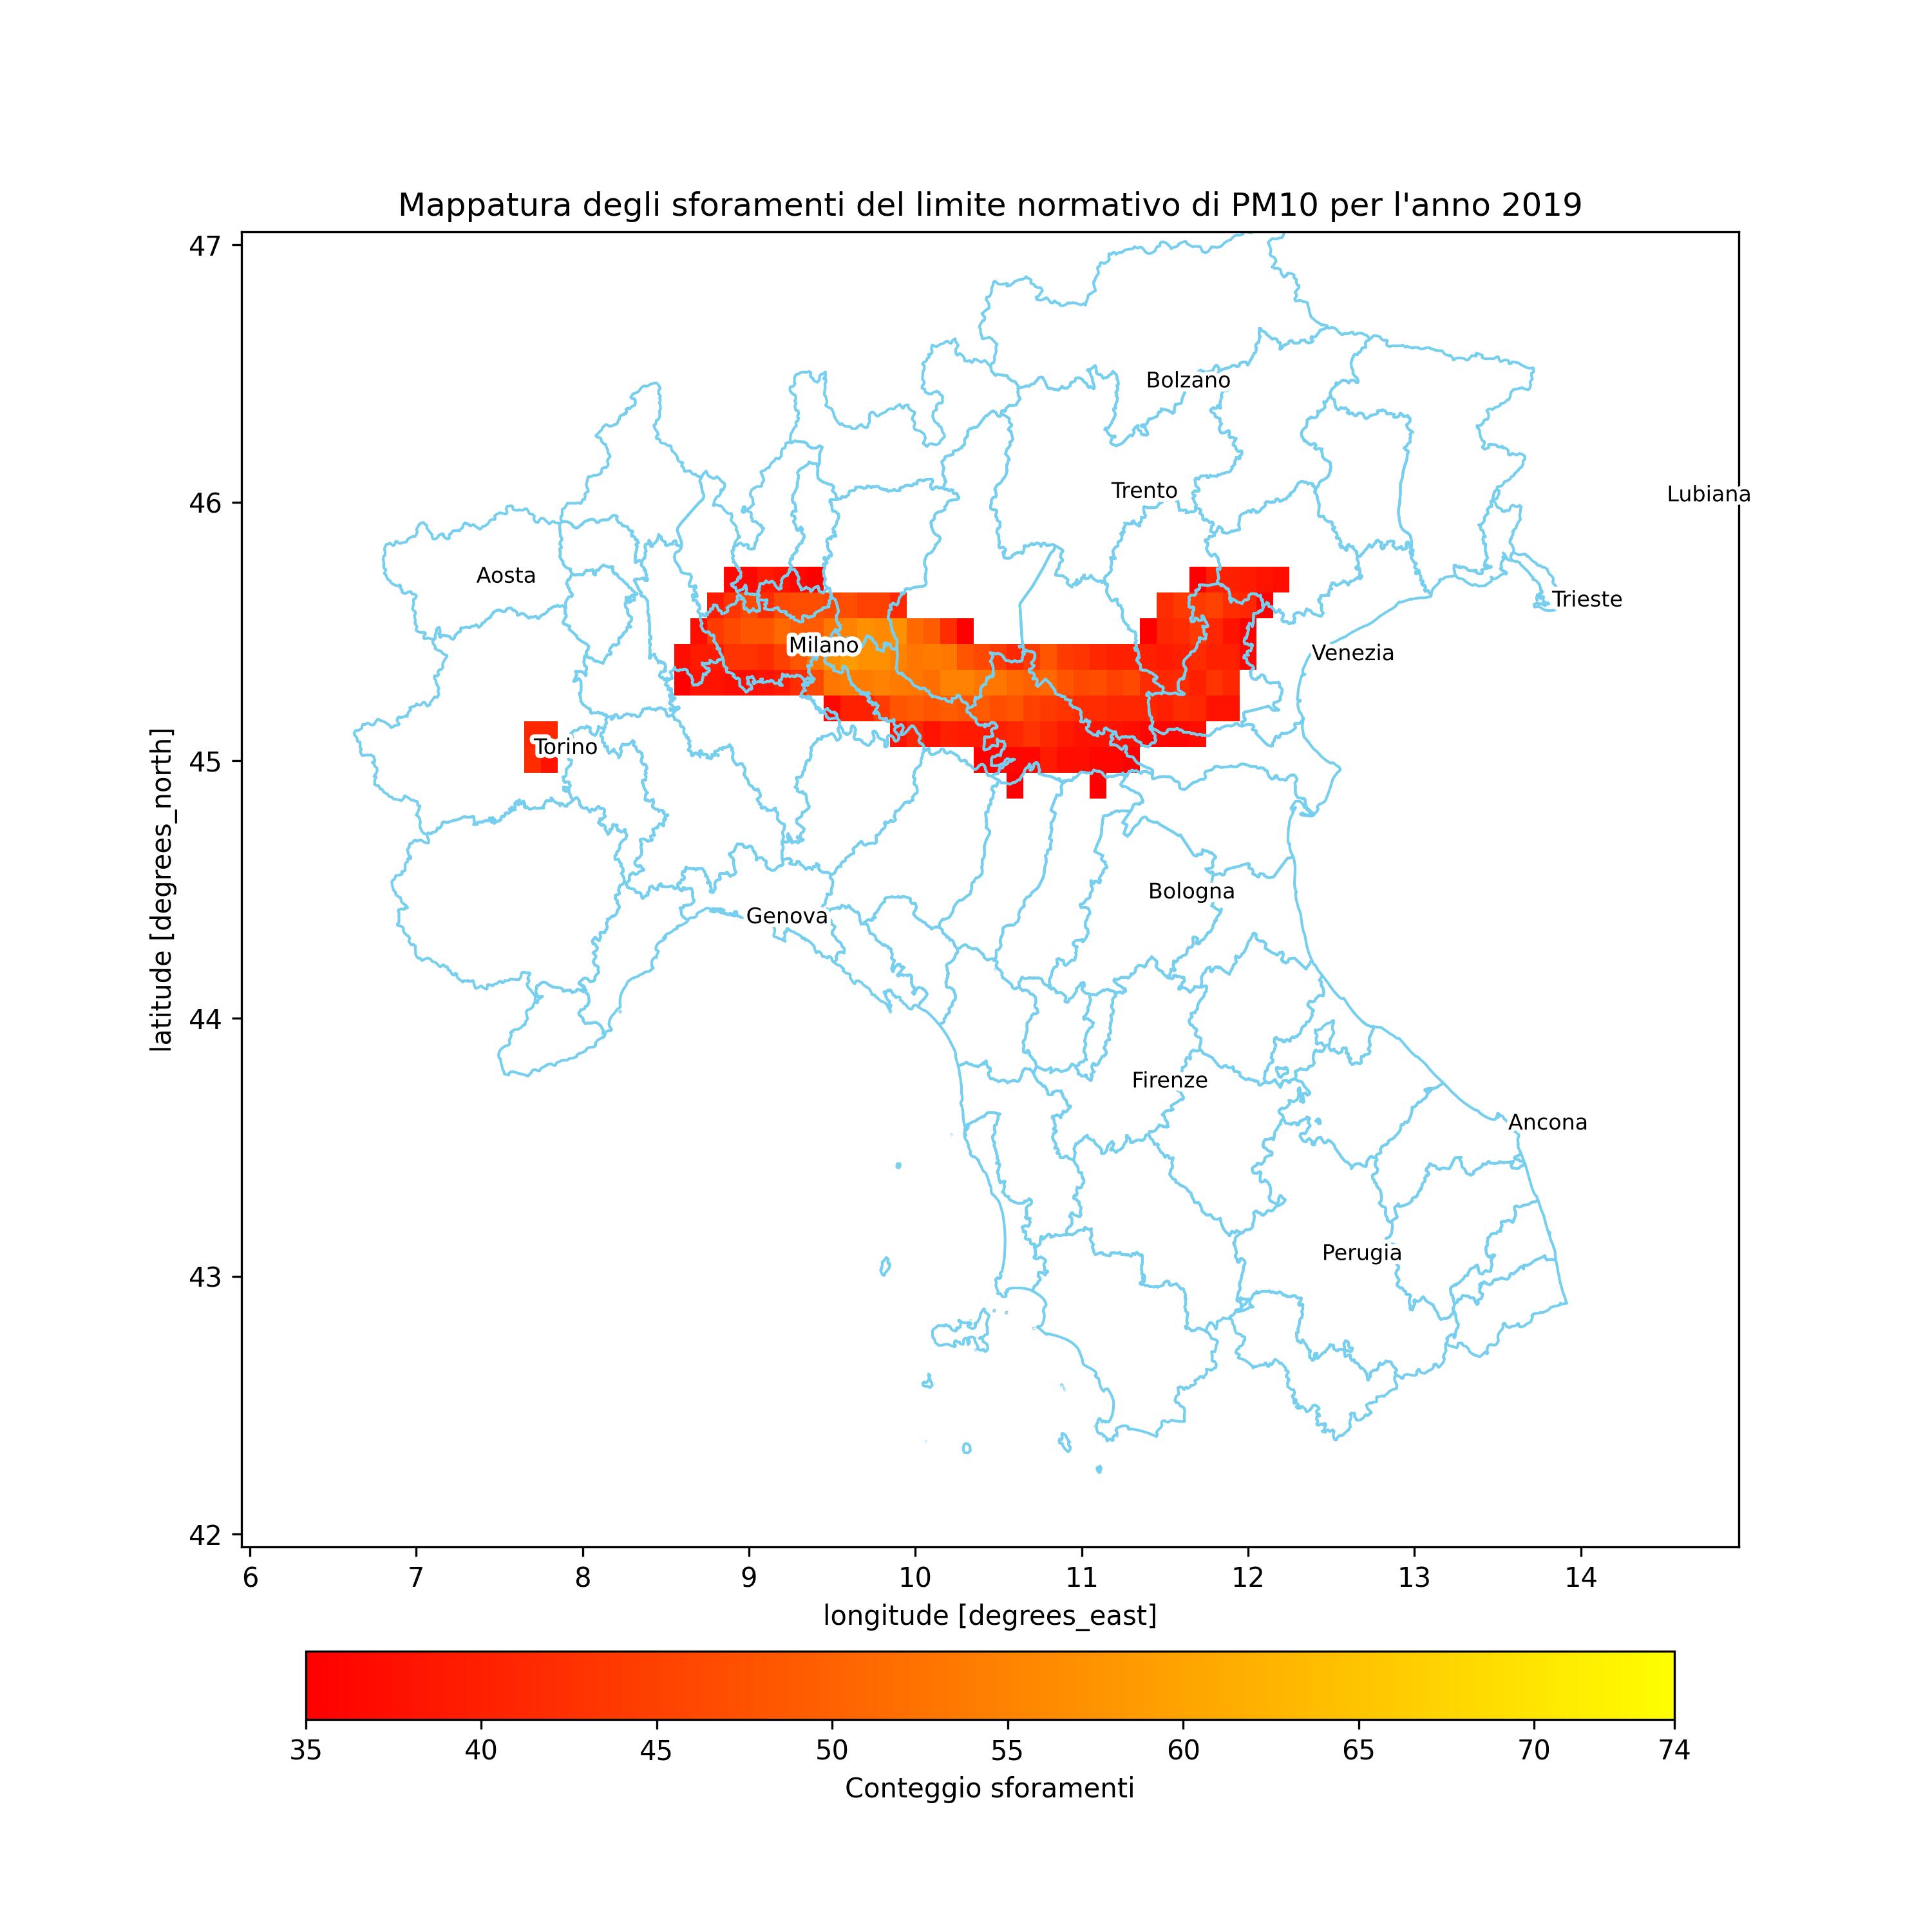 Mappatura degli sforamenti del limite normativo di PM10 per l'anno 2019
47
46
45
44
43
42
latitude [degrees_north]
Bolzano
Trento
Lubiana
Aosta
Trieste
Milano
Venezia
Torino
Bologna
Genova
Firenze
Ancona
Perugia
6 7 8 9 10 11 12 13 14
longitude [degrees_east]
35 40 45 50 55 60 65 70 74
Conteggio sforamenti